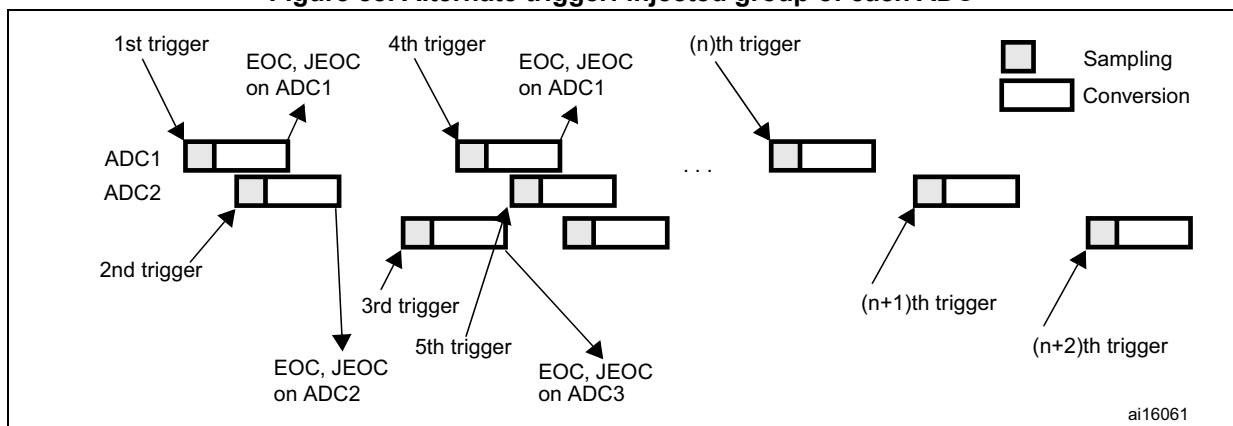 1st trigger
EOC, JEOC
on ADC1
4th trigger
EOC, JEOC
on ADC1
(n)th trigger
Sampling
Conversion
ADC1
ADC2
. . .
2nd trigger
3rd trigger
5th trigger
(n+1)th trigger
(n+2)th trigger
EOC, JEOC
on ADC2
EOC, JEOC
on ADC3
ai16061